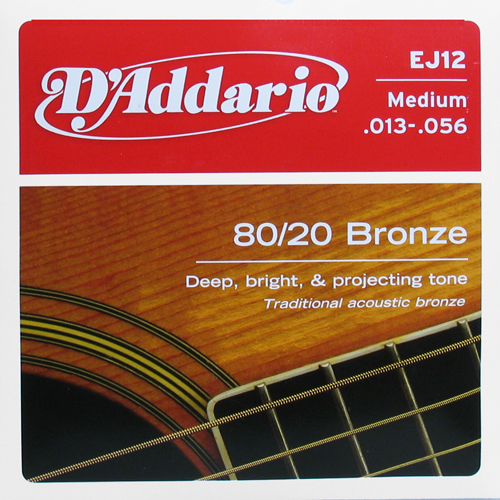 D'Addario
EJ12
Medium
.013-.056
80/20 Bronze
Deep, bright, & projecting tone
Traditional acoustic bronze